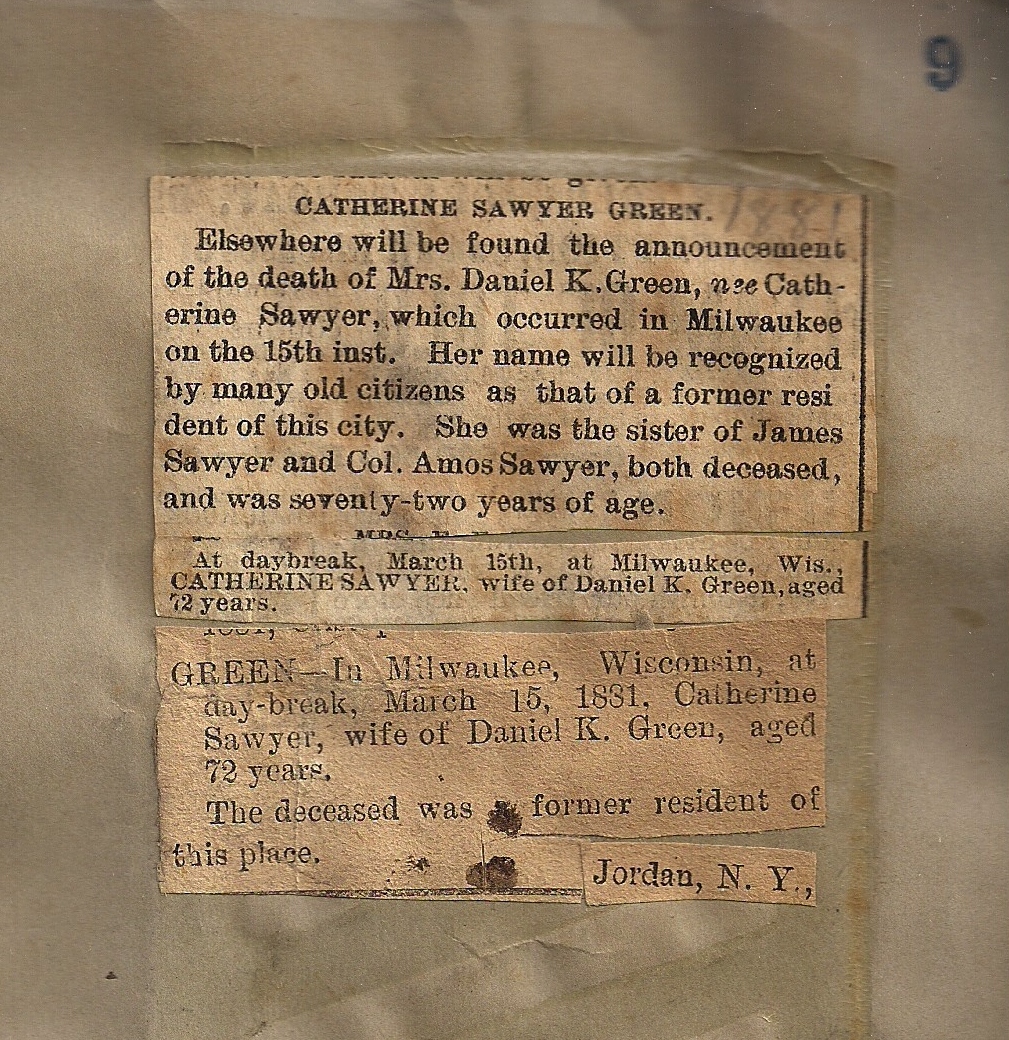 9
CATHERINE SAWYER GREEN. 1881
Elsewhere will be found the announcement
of the death of Mrs. Daniel K. Green, nee Cath-
erine Sawyer, which occurred in Milwaukee
on the 15th inst. Her name will be recognized
by many old citizens as that of a former resi
dent of this city. She was the sister of James
Sawyer and Col. Amos Sawyer, both deceased,
and was seventy-two years of age.
At daybreak, March 15th, at Milwaukee, Wis.,
CATHERINE SAWYER, wife of Daniel K. Green, aged
72 years.
GREEN—In Milwaukee, Wisconsin, at
day-break, March 15, 1881, Catherine
Sawyer, wife of Daniel K. Green, aged
72 years.
The deceased was a former resident of
this place.
Jordan, N. Y.,